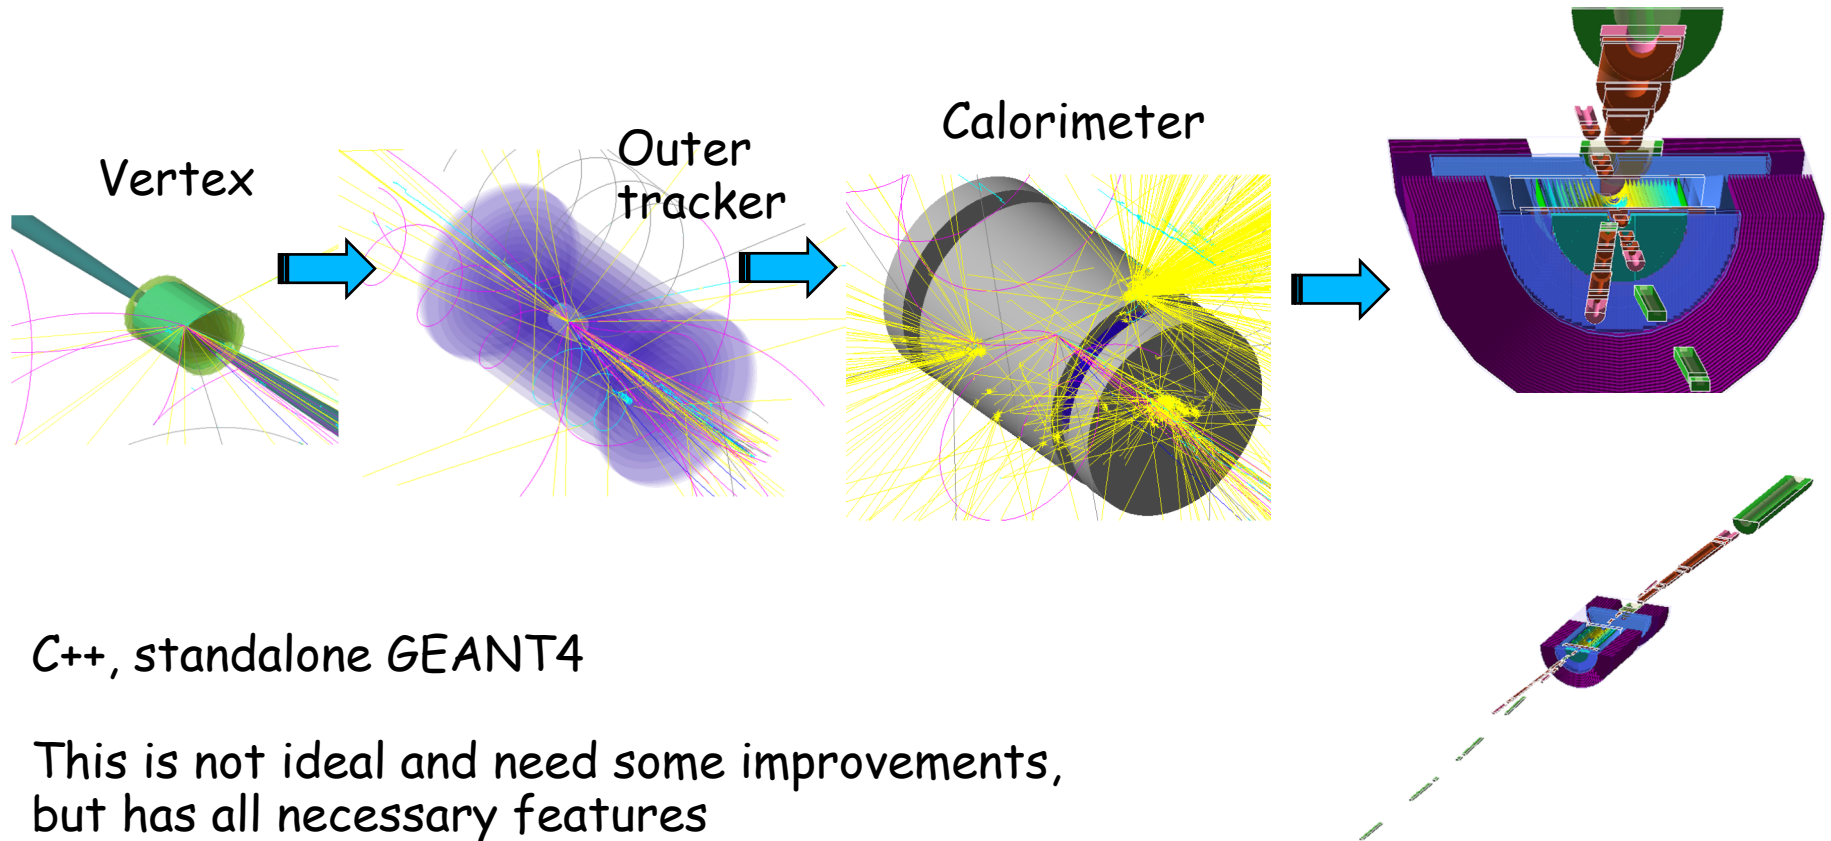 Vertex
Outer
tracker
Calorimeter
C++, standalone GEANT4
This is not ideal and need some improvements,
but has all necessary features